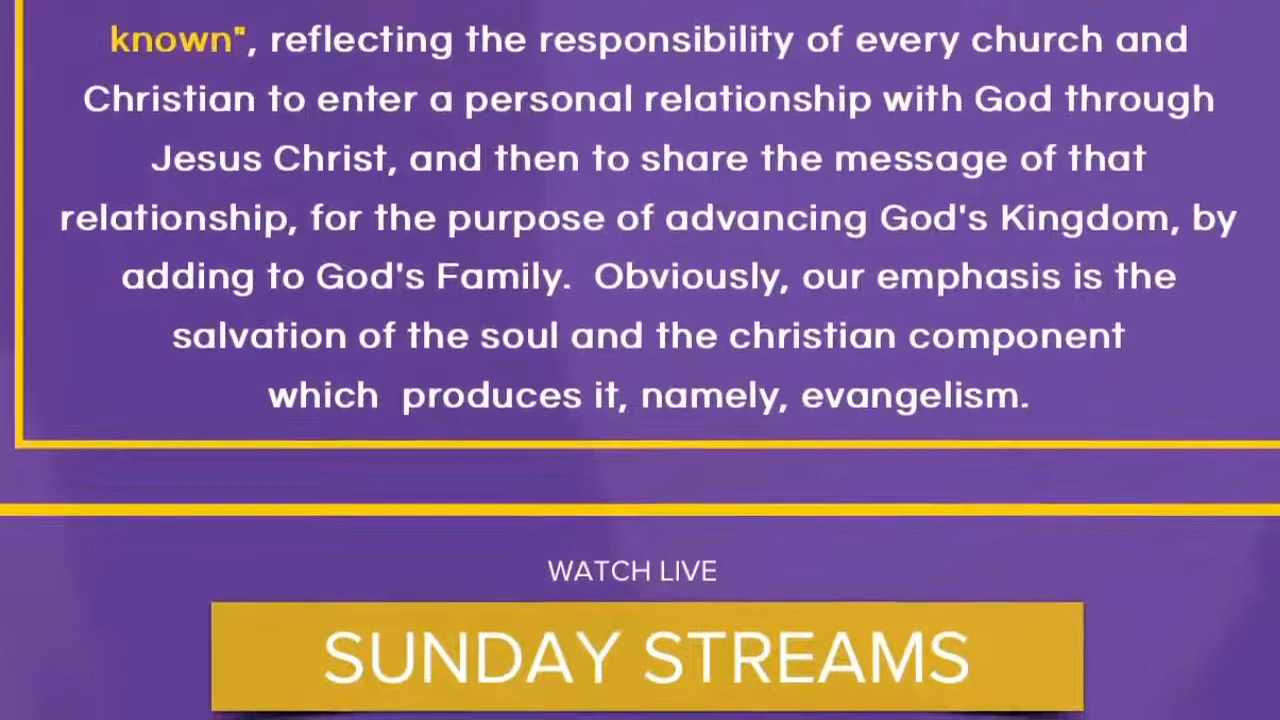 known", reflecting the responsibility of every church and
Christian to enter a personal relationship with God through
Jesus Christ, and then to share the message of that
relationship, for the purpose of advancing God's Kingdom, by
adding to God's Family.  Obviously, our emphasis is the
salvation of the soul and the christian component
which  produces it, namely, evangelism.
WATCH LIVE
SUNDAY STREAMS